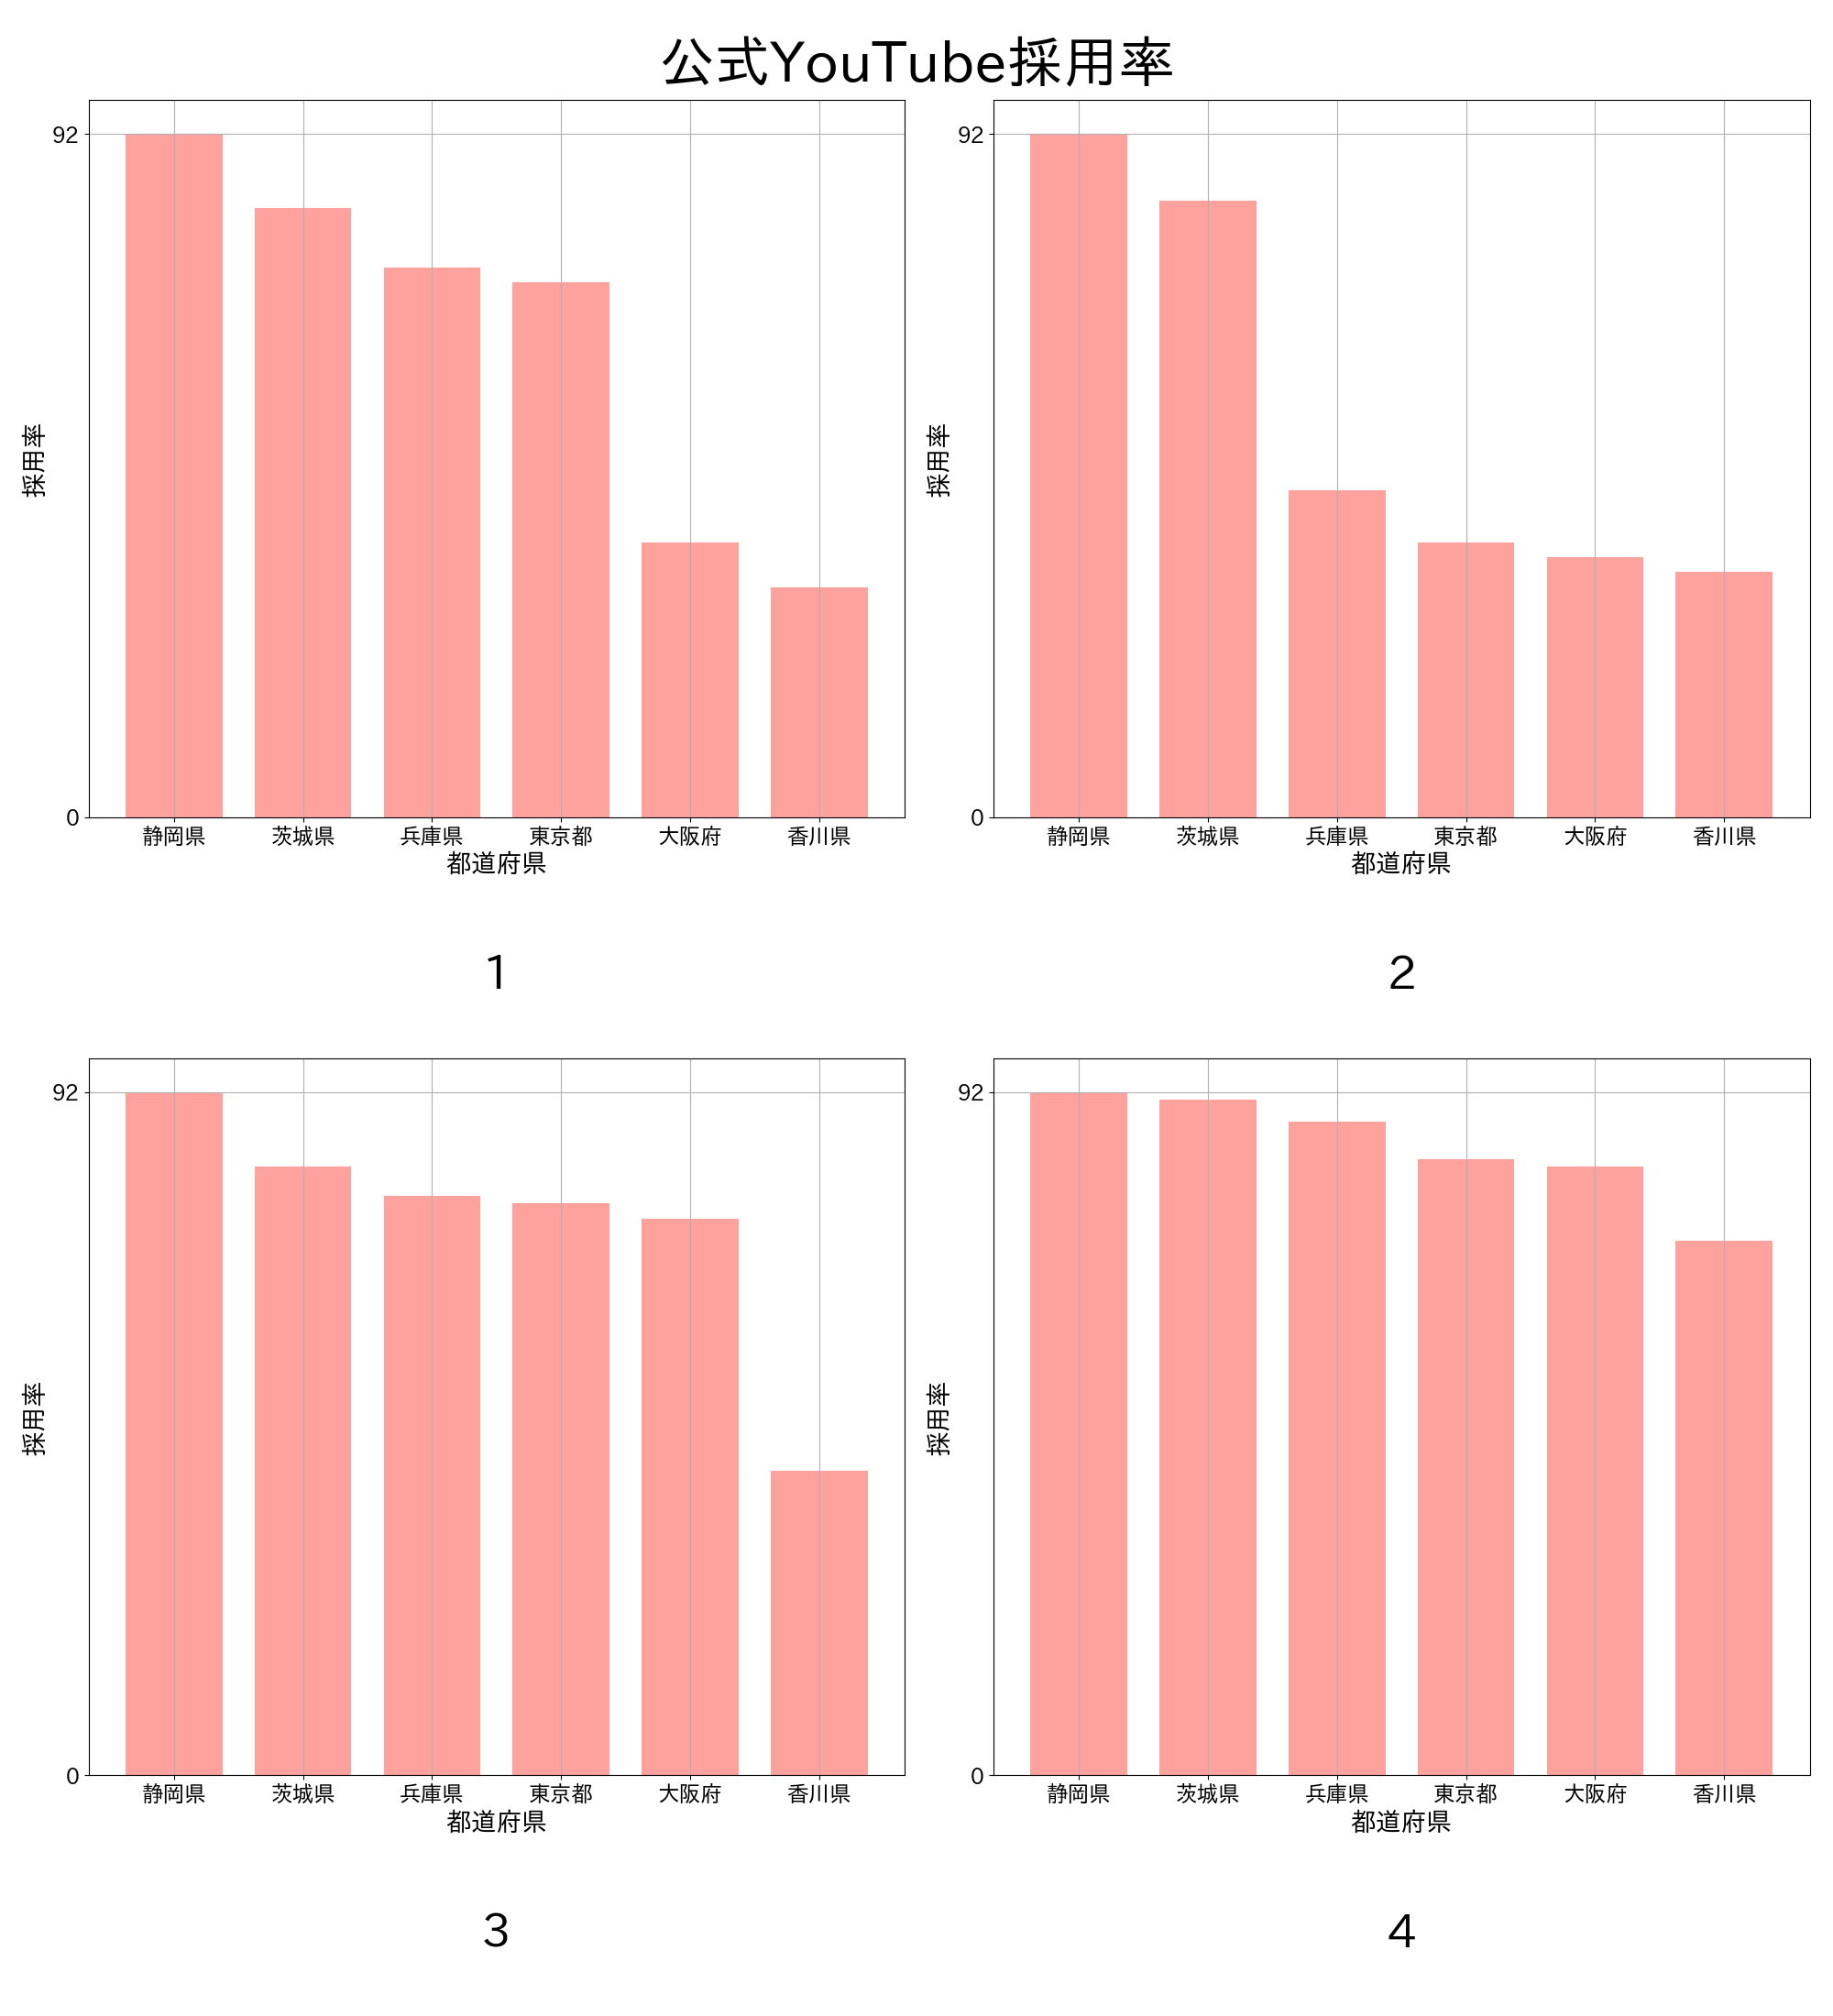 公式YouTube採用率
92
0
採用率
静岡県 茨城県 兵庫県 東京都 大阪府 香川県
都道府県
1
92
0
採用率
静岡県 茨城県 兵庫県 東京都 大阪府 香川県
都道府県
2
92
0
採用率
静岡県 茨城県 兵庫県 東京都 大阪府 香川県
都道府県
3
92
0
採用率
静岡県 茨城県 兵庫県 東京都 大阪府 香川県
都道府県
4